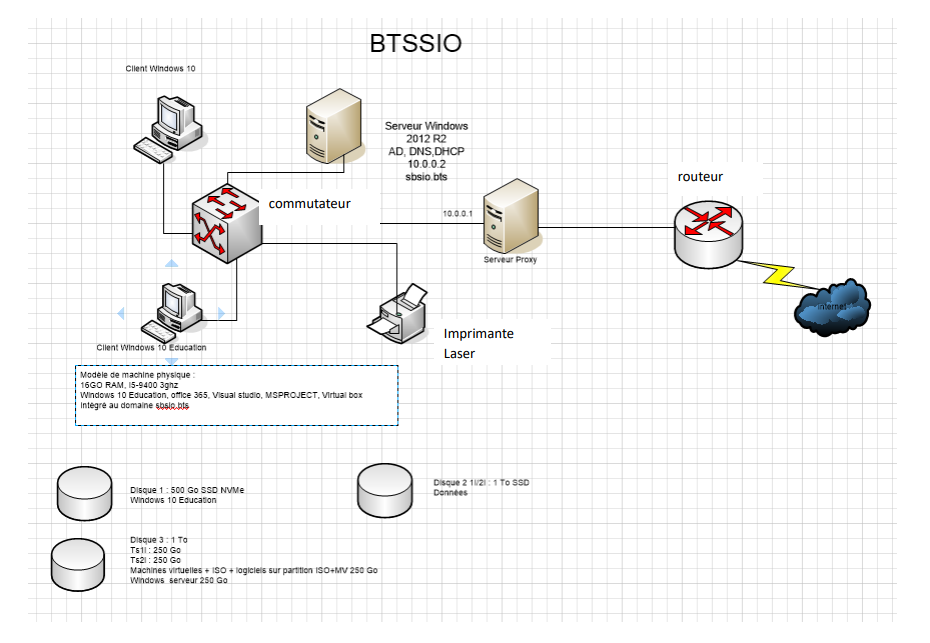 BTSSIO
Client Windows 10
Serveur Windows
2012 R2
AD, DNS,DHCP
10.0.0.2
sbsio.bts
routeur
commutateur
10.0.0.1
Serveur Proxy
internet
Imprimante
Laser
Client Windows 10 Education
Modèle de machine physique :
16GO RAM, I5-9400 3ghz
Windows 10 Education, office 365, Visual studio, MSPROJECT, Virtual box
Intégré au domaine sbsio.bts
Disque 1 : 500 Go SSD NVMe
Windows 10 Education
Disque 2 1I/2I : 1 To SSD
Données
Disque 3 : 1 To
Ts1I : 250 Go
Ts2I : 250 Go
Machines virtuelles + ISO + logiciels sur partition ISO+MV 250 Go
Windows serveur 250 Go